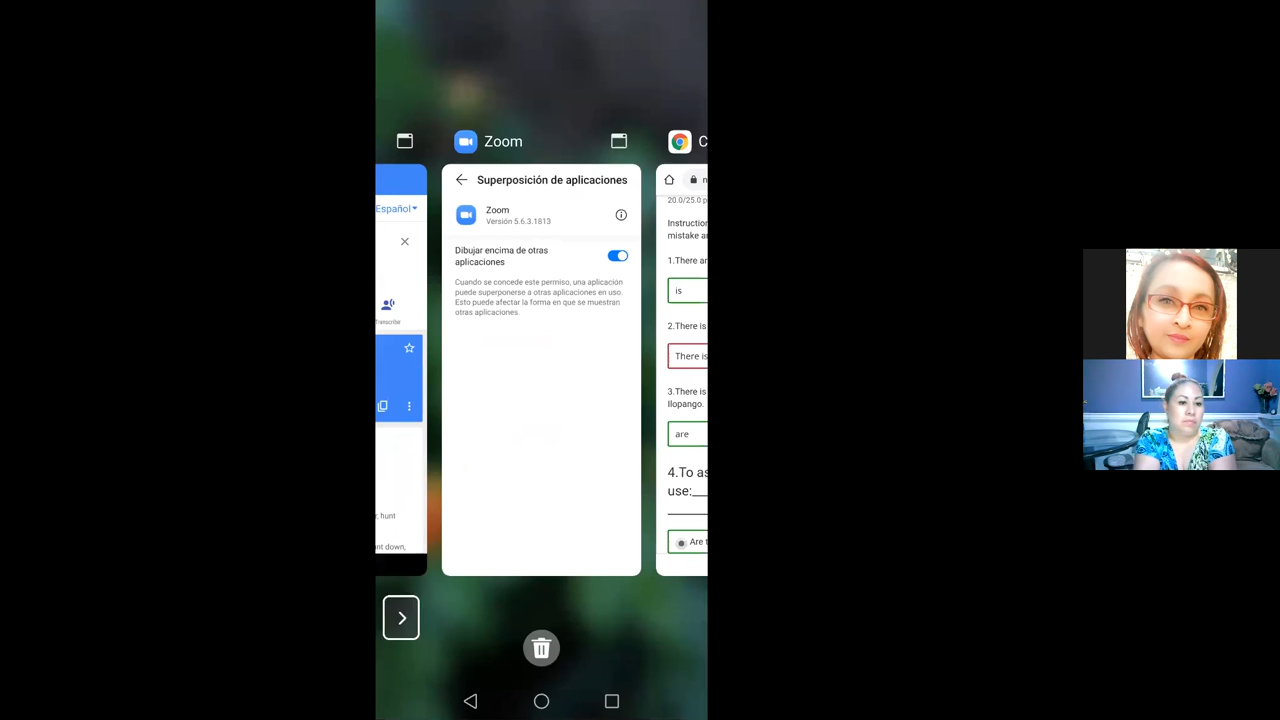 Zoom
C
Español
Transcribir
, hunt
nt down,
Superposición de aplicaciones
Zoom
Versión 5.6.3.1813
Dibujar encima de otras
aplicaciones
Cuando se concede este permiso, una aplicación
puede superponerse a otras aplicaciones en uso.
Esto puede afectar la forma en que se muestran
otras aplicaciones.
n
20.0/25.0 p
Instruction
mistake an
1.There ar
is
2.There is
There is
3.There is
Ilopango.
are
4.To as
use:__
Are t